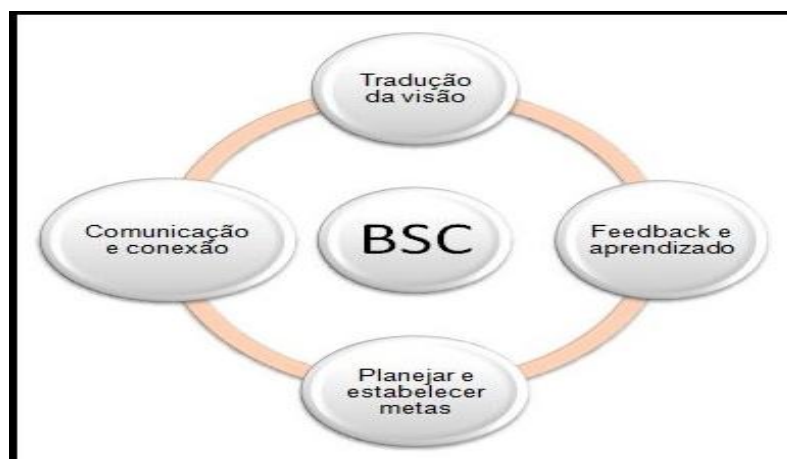 Tradução
da visão
Comunicação
e conexão
BSC
Feedback e
aprendizado
Planejar e
estabelecer
metas